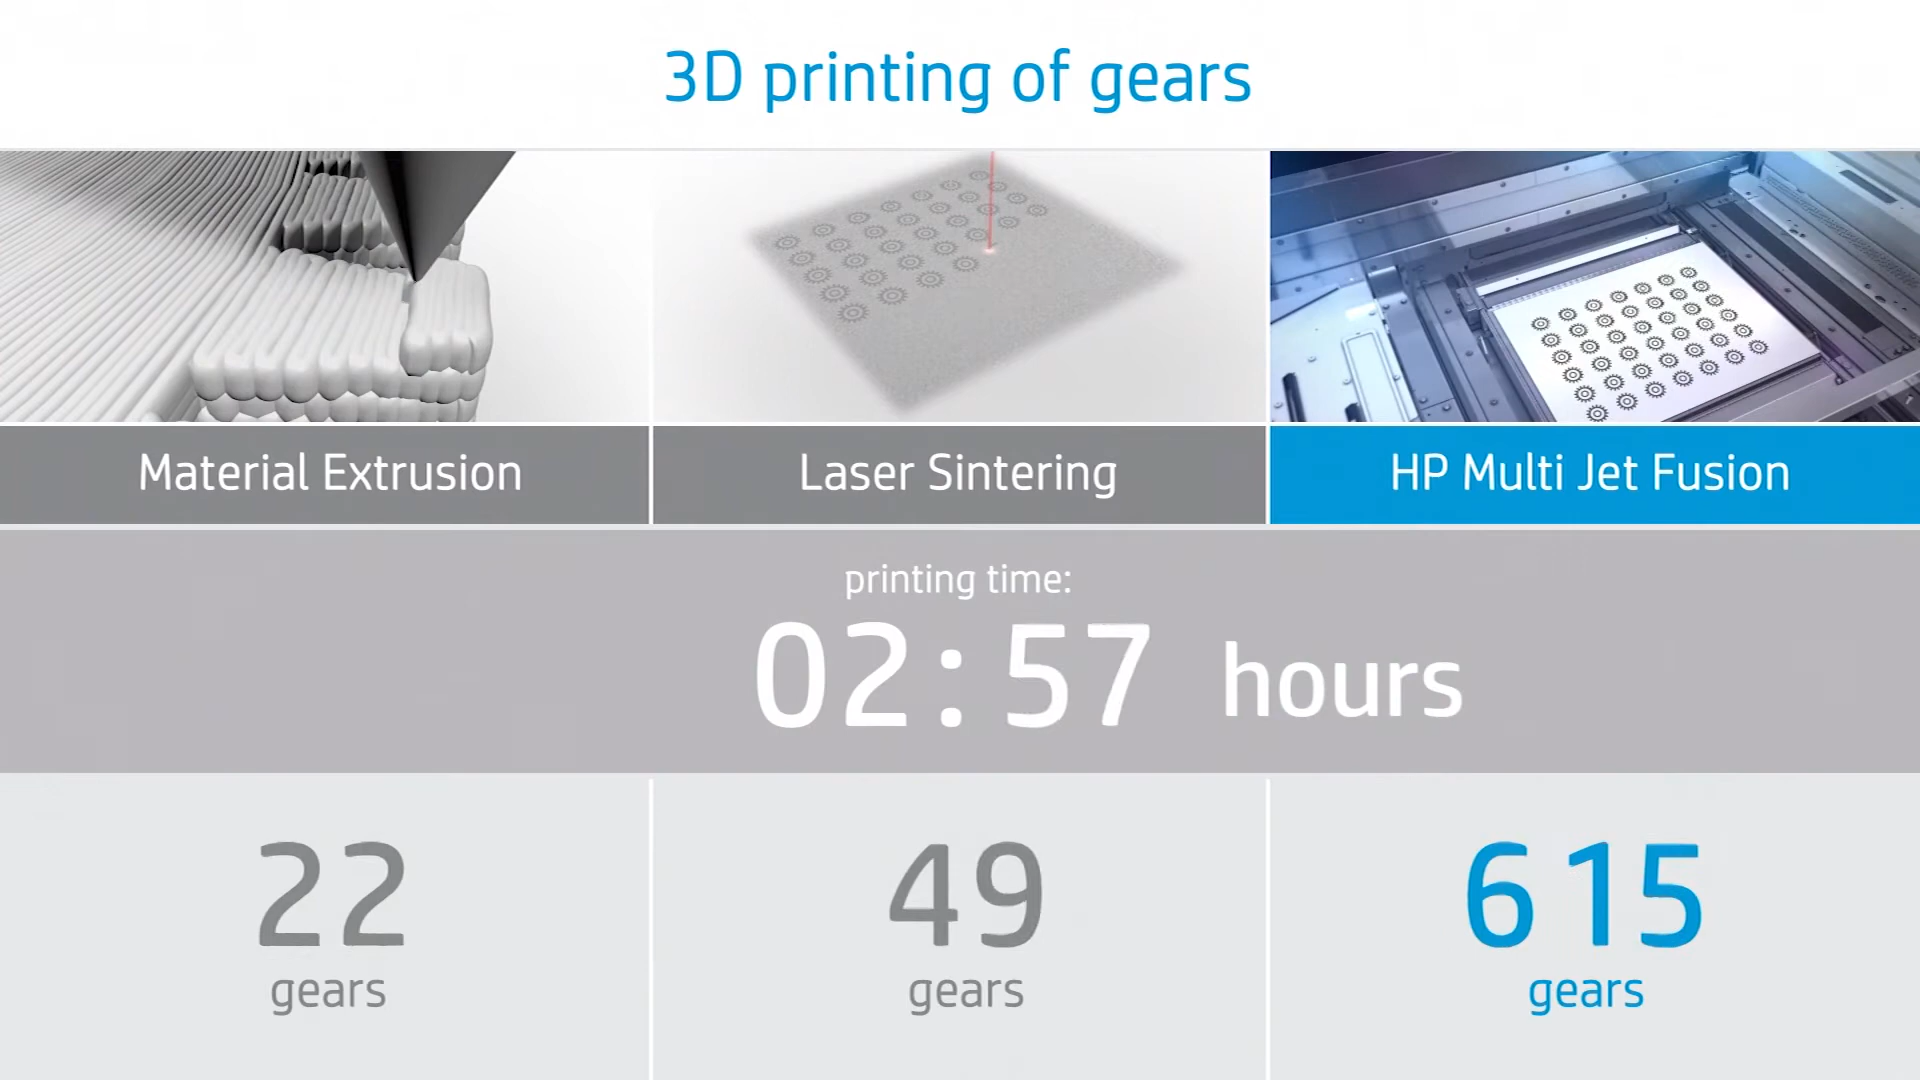 3D printing of gears
Material Extrusion
Laser Sintering
HP Multi Jet Fusion
printing time:
02:57 hours
22
gears
49
gears
615
gears